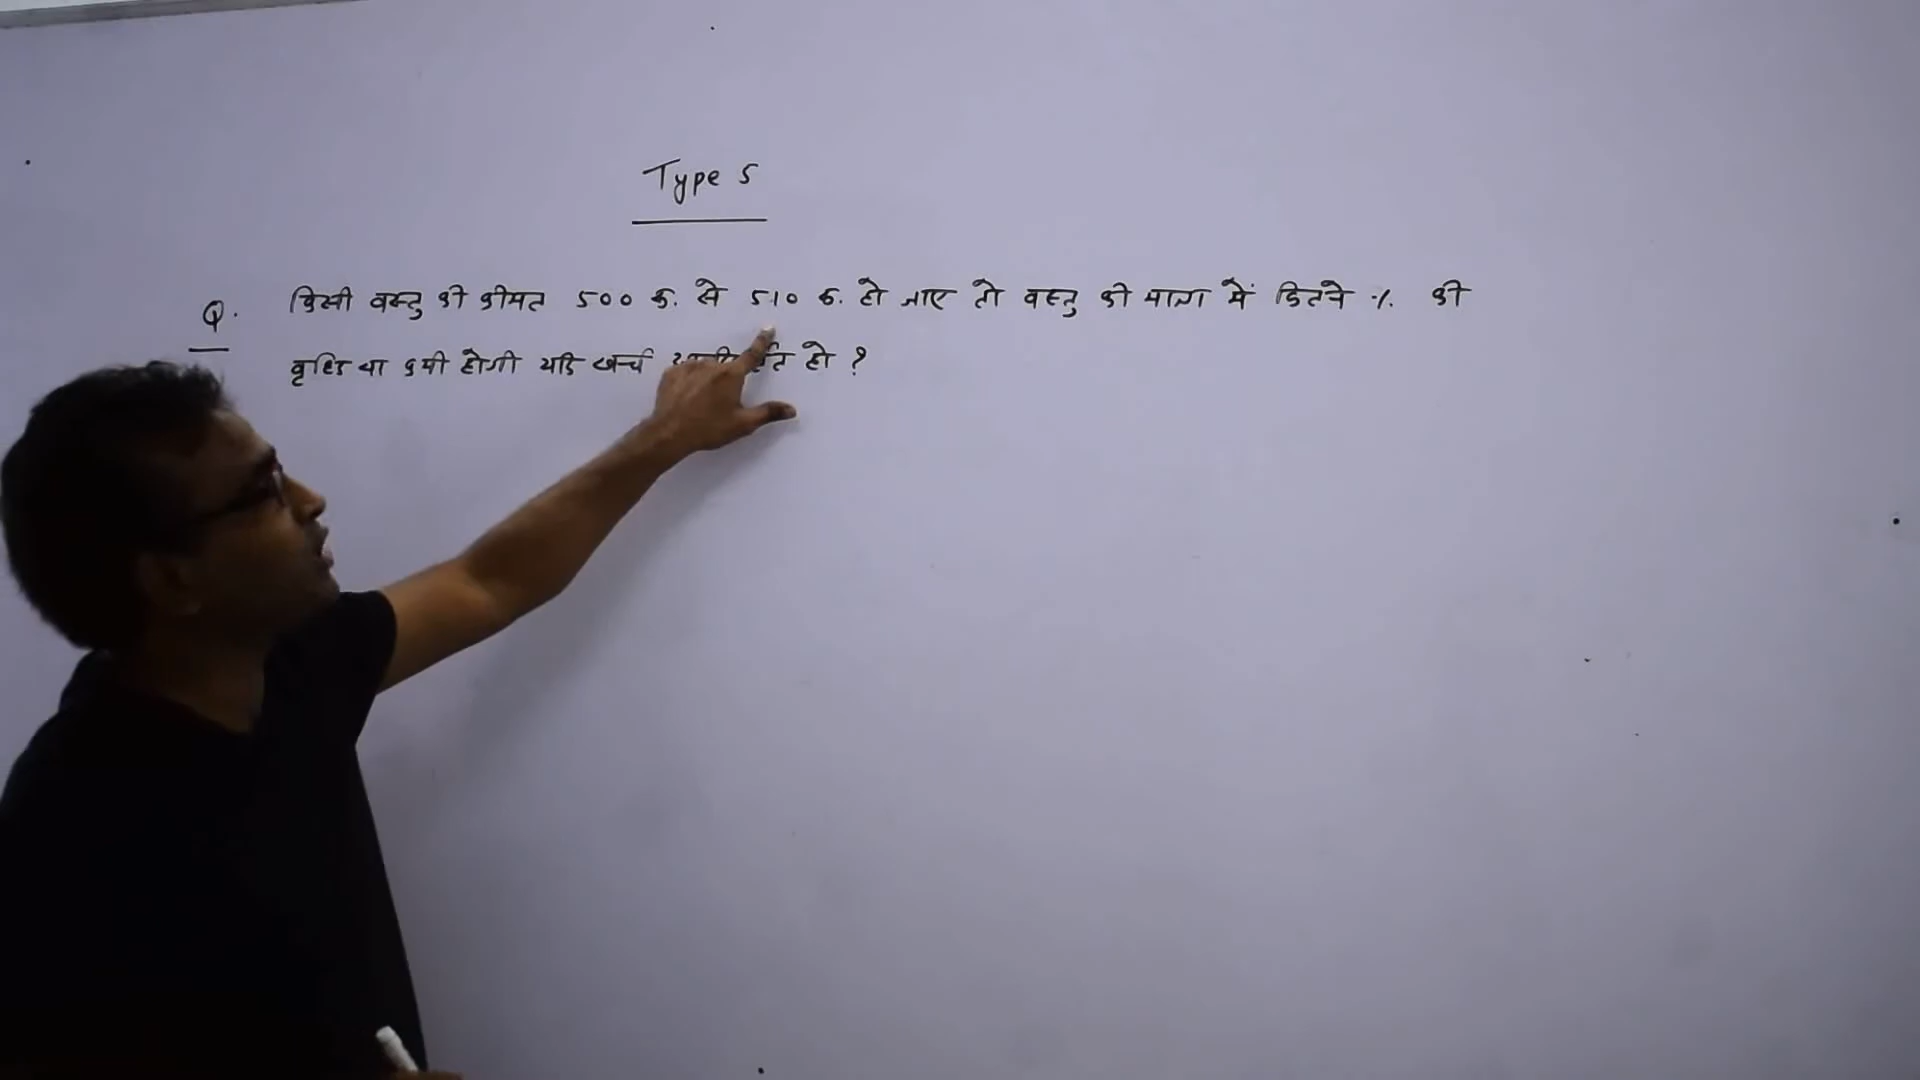 Type 5
Q. किसी वस्तु की कीमत 500 रु. से 510 रु. हो जाए तो वस्तु की मात्रा में कितने % की
वृद्धि या कमी होगी यदि खर्च हो ?